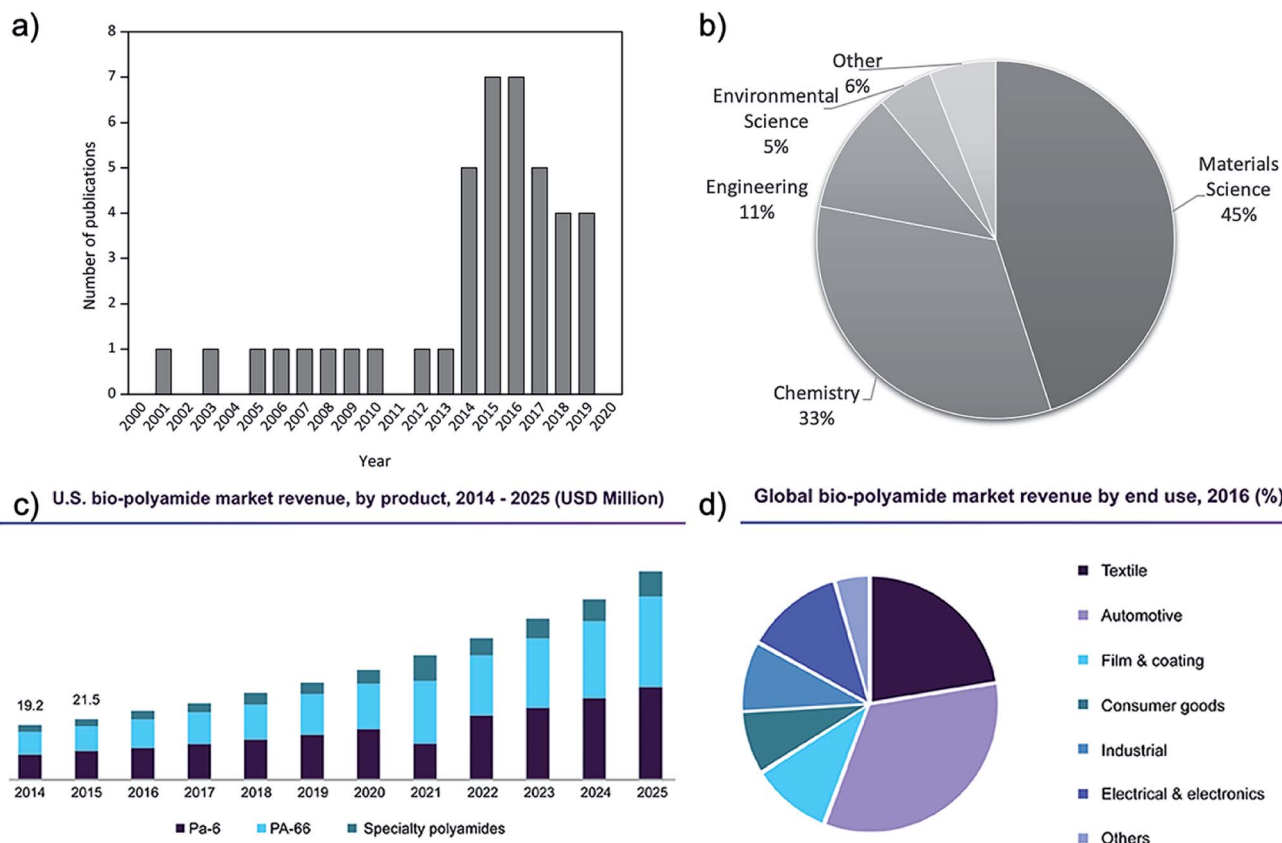 a)
8
7
6
5
4
3
2
1
0
Number of publications
2000 2001 2002 2003 2004 2005 2006 2007 2008 2009 2010 2011 2012 2013 2014 2015 2016 2017 2018 2019 2020
Year
b)
Other
6%
Environmental
Science
5%
Engineering
11%
Materials
Science
45%
Chemistry
33%
c) U.S. bio-polyamide market revenue, by product, 2014 - 2025 (USD Million)
19.2 21.5
2014 2015 2016 2017 2018 2019 2020 2021 2022 2023 2024 2025
Pa-6 PA-66 Specialty polyamides
d) Global bio-polyamide market revenue by end use, 2016 (%)
Textile
Automotive
Film & coating
Consumer goods
Industrial
Electrical & electronics
Others